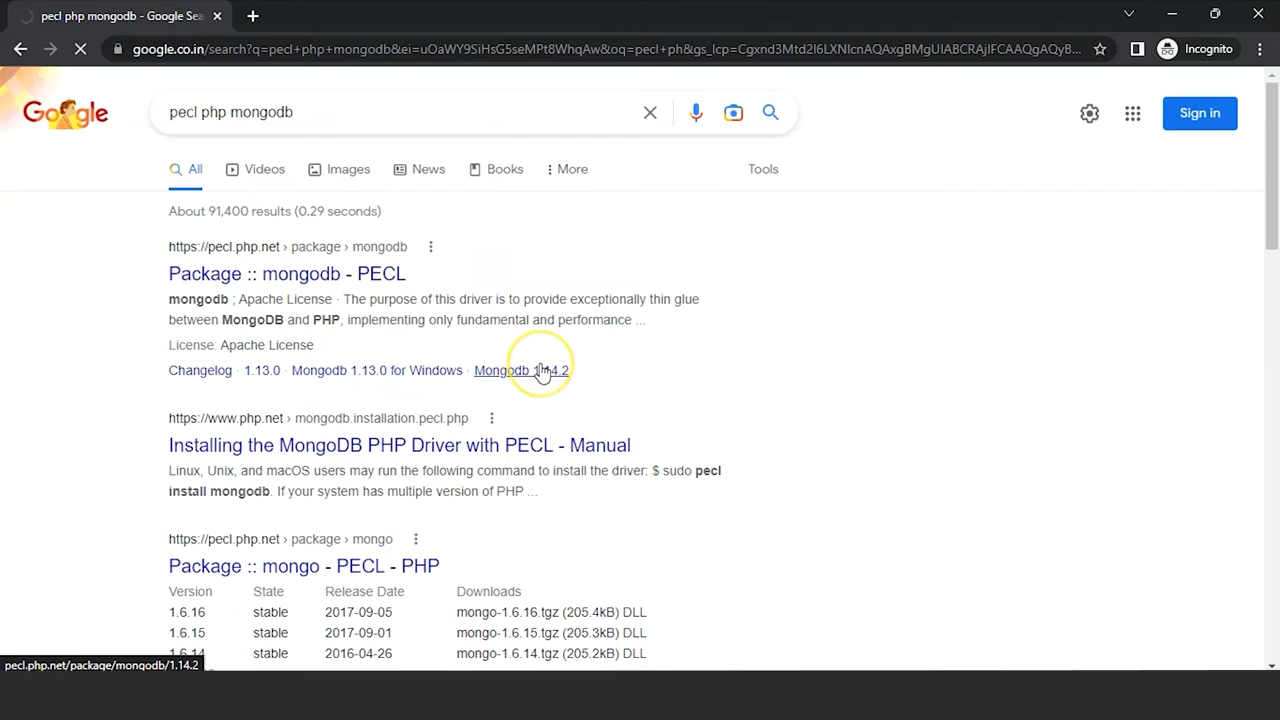 pecl php mongodb - Google Sea
Incognito
google.co.in/search?q=pecl+php+mongodb&ei=uOaWY9SiHsG5seMPt8WhqAw&oq=pecl+ph&gs_lcp=Cgxnd3Mtd2l6LXNlcnAQAxgBMgUIABCRAjIFCAAQgAQyB...
Google
pecl php mongodb
Sign in
All
Videos
Images
News
Books
More
Tools
About 91,400 results (0.29 seconds)
https://pecl.php.net › package › mongodb
Package :: mongodb - PECL
mongodb ; Apache License · The purpose of this driver is to provide exceptionally thin glue
between MongoDB and PHP, implementing only fundamental and performance ...
License: Apache License
Changelog · 1.13.0 · Mongodb 1.13.0 for Windows · Mongodb 1.14.2
https://www.php.net › mongodb.installation.pecl.php
Installing the MongoDB PHP Driver with PECL - Manual
Linux, Unix, and macOS users may run the following command to install the driver: $ sudo pecl
install mongodb. If your system has multiple version of PHP ...
https://pecl.php.net › package › mongo
Package :: mongo - PECL - PHP
Version State Release Date Downloads
1.6.16 stable 2017-09-05 mongo-1.6.16.tgz (205.4kB) DLL
1.6.15 stable 2017-09-01 mongo-1.6.15.tgz (205.3kB) DLL
1.6.14 stable 2016-04-26 mongo-1.6.14.tgz (205.2kB) DLL
pecl.php.net/package/mongodb/1.14.2